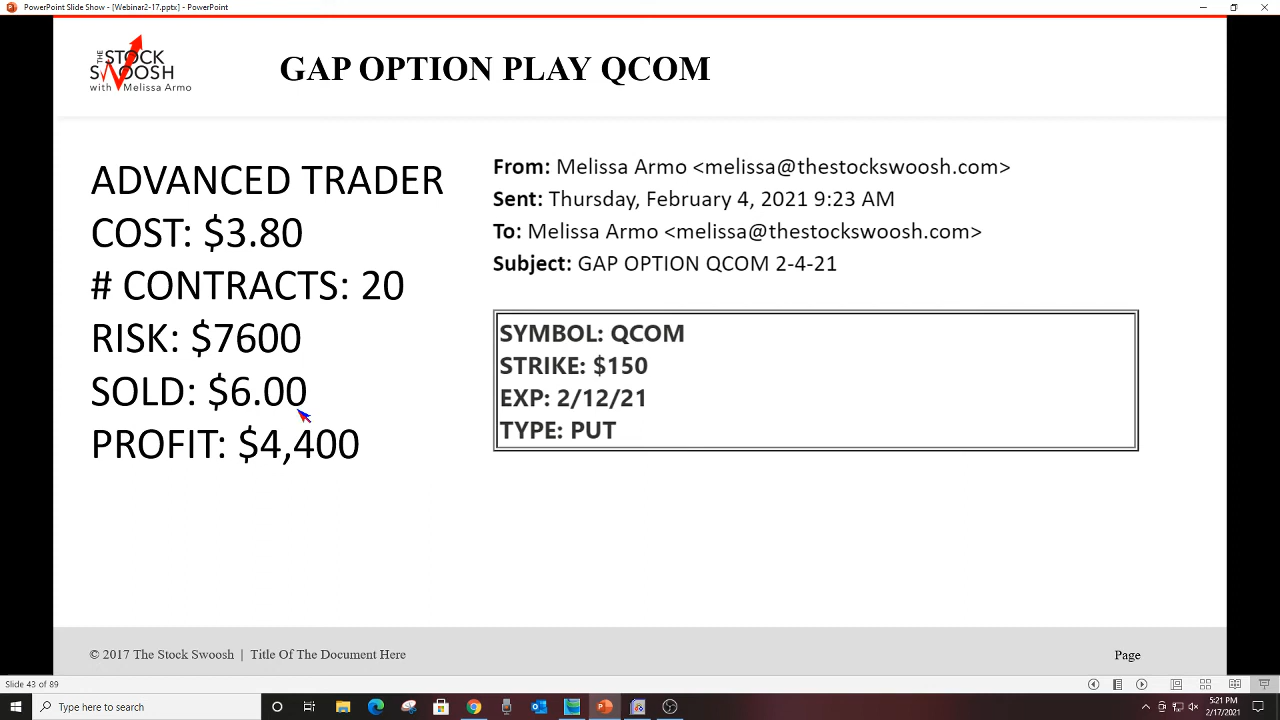 PowerPoint Slide Show - [Webinar2-17.pptx] - PowerPoint
THE STOCK
SWOOSH
with Melissa Armo
GAP OPTION PLAY QCOM
ADVANCED TRADER
COST: $3.80
# CONTRACTS: 20
RISK: $7600
SOLD: $6.00
PROFIT: $4,400
From: Melissa Armo <melissa@thestockswoosh.com>
Sent: Thursday, February 4, 2021 9:23 AM
To: Melissa Armo <melissa@thestockswoosh.com>
Subject: GAP OPTION QCOM 2-4-21
SYMBOL: QCOM
STRIKE: $150
EXP: 2/12/21
TYPE: PUT
© 2017 The Stock Swoosh | Title Of The Document Here
Page
Slide 43 of 89
Type here to search
5:21 PM
2/17/2021